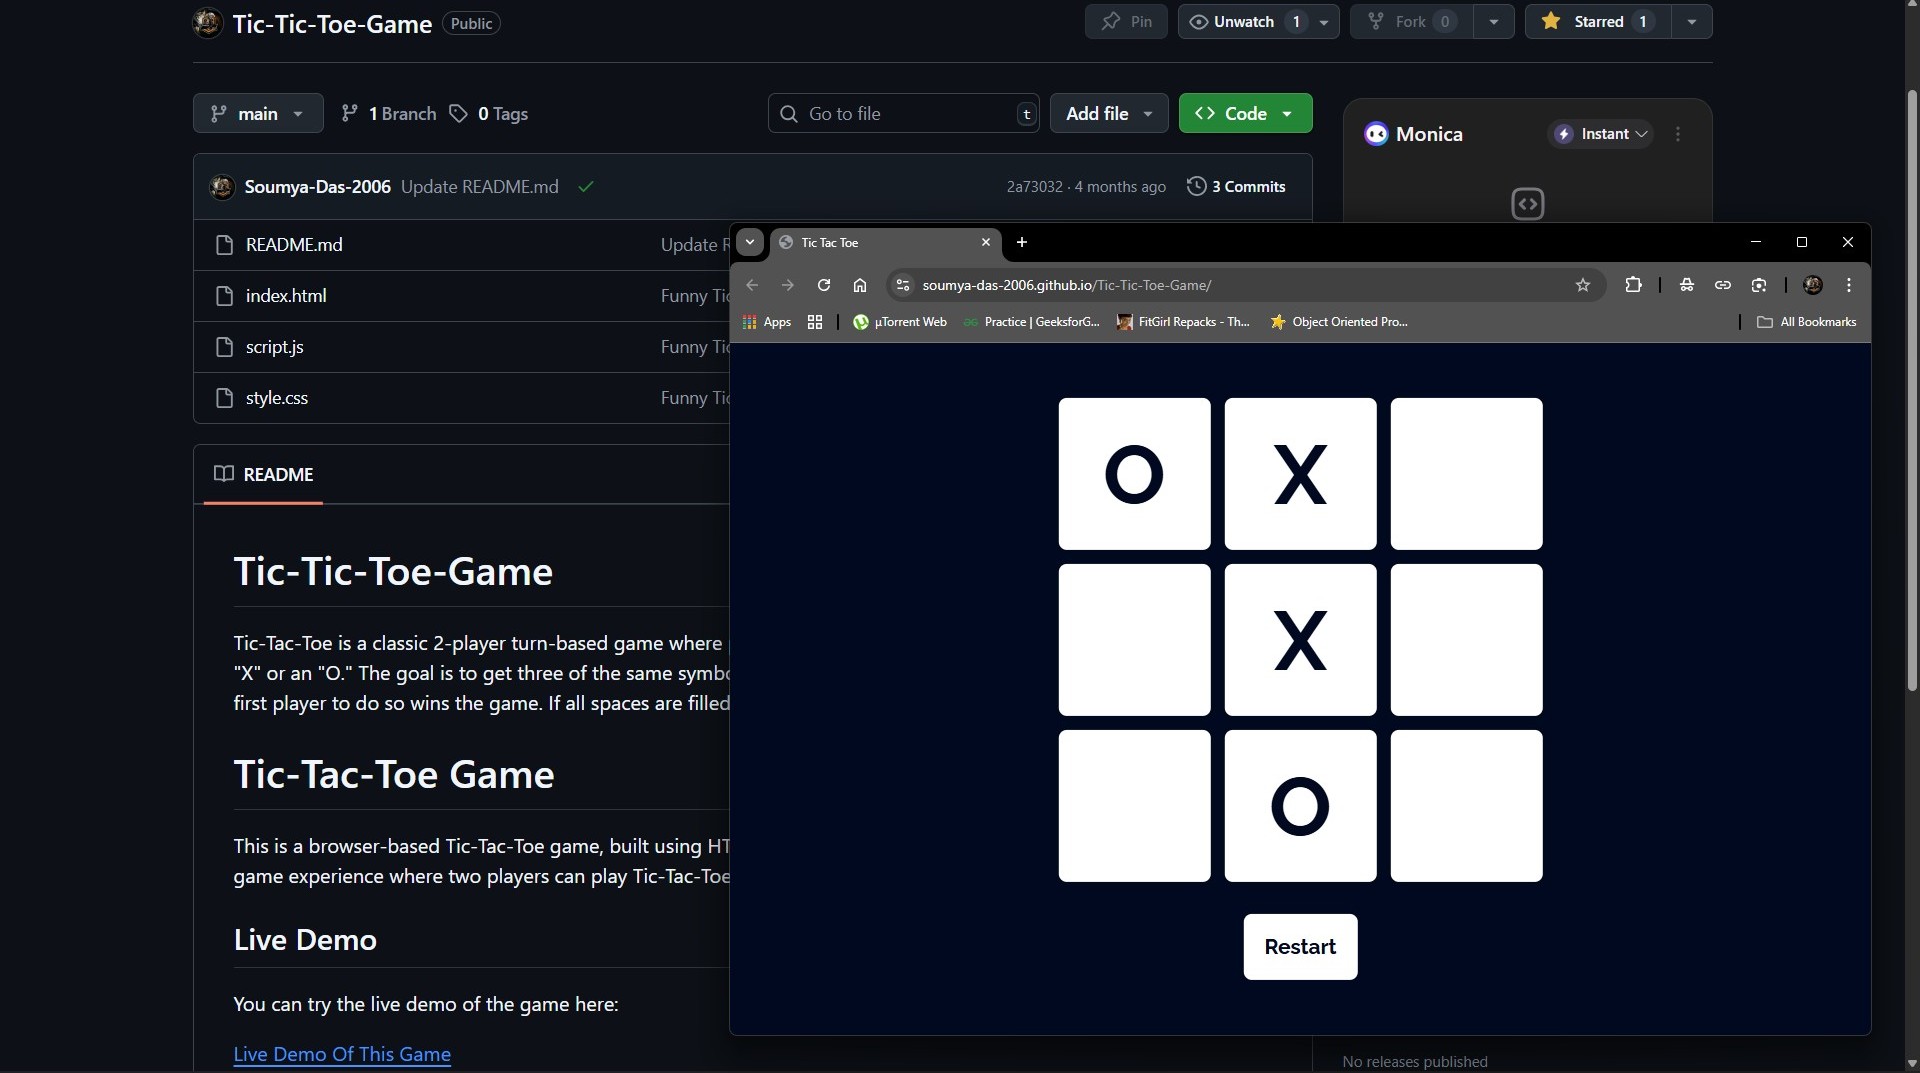 Tic-Tic-Toe-Game Public
Pin
Unwatch 1
Fork 0
Starred 1
main
1 Branch
0 Tags
Go to file t
Add file
Code
Monica
Instant
Soumya-Das-2006 Update README.md
2a73032 · 4 months ago
3 Commits
README.md Update
index.html Funny
script.js Funny
style.css Funny
README
Tic-Tic-Toe-Game
Tic-Tac-Toe is a classic 2-player turn-based game where
"X" or an "O." The goal is to get three of the same
first player to do so wins the game. If all spaces are filled
Tic-Tac-Toe Game
This is a browser-based Tic-Tac-Toe game, built using
game experience where two players can play Tic-Tac-Toe
Live Demo
You can try the live demo of the game here:
Live Demo Of This Game
Tic Tac Toe
soumya-das-2006.github.io/Tic-Tic-Toe-Game/
Apps
µTorrent Web
Practice | GeeksforG...
FitGirl Repacks - Th...
Object Oriented Pro...
All Bookmarks
O X
X
O
Restart
No releases published